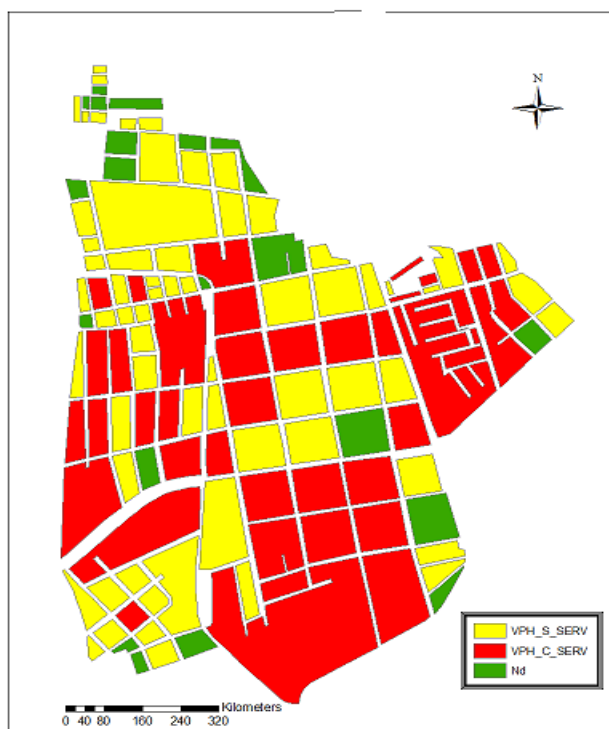 N
VPH_S_SERV
VPH_C_SERV
Nd
Kilometers
0 40 80 160 240 320